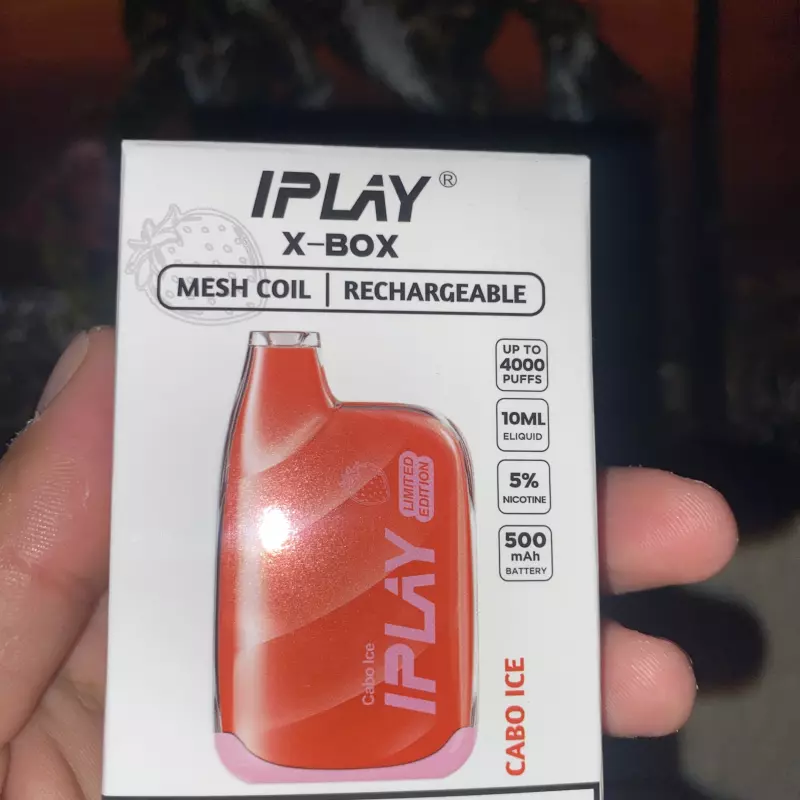 IPLAY®
X-BOX
MESH COIL | RECHARGEABLE
UP TO
4000
PUFFS
10ML
ELIQUID
5%
NICOTINE
500
mAh
BATTERY
LIMITED
EDITION
Cabo Ice
IPLAY
CABO ICE